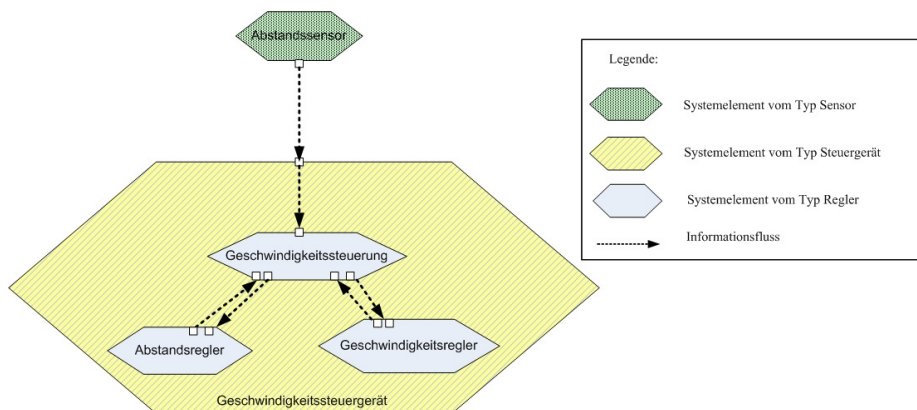 Abstandssensor
Legende:
Systemelement vom Typ Sensor
Systemelement vom Typ Steuergerät
Systemelement vom Typ Regler
Informationsfluss
Geschwindigkeitssteuerung
Abstandsregler
Geschwindigkeitsregler
Geschwindigkeitssteuergerät